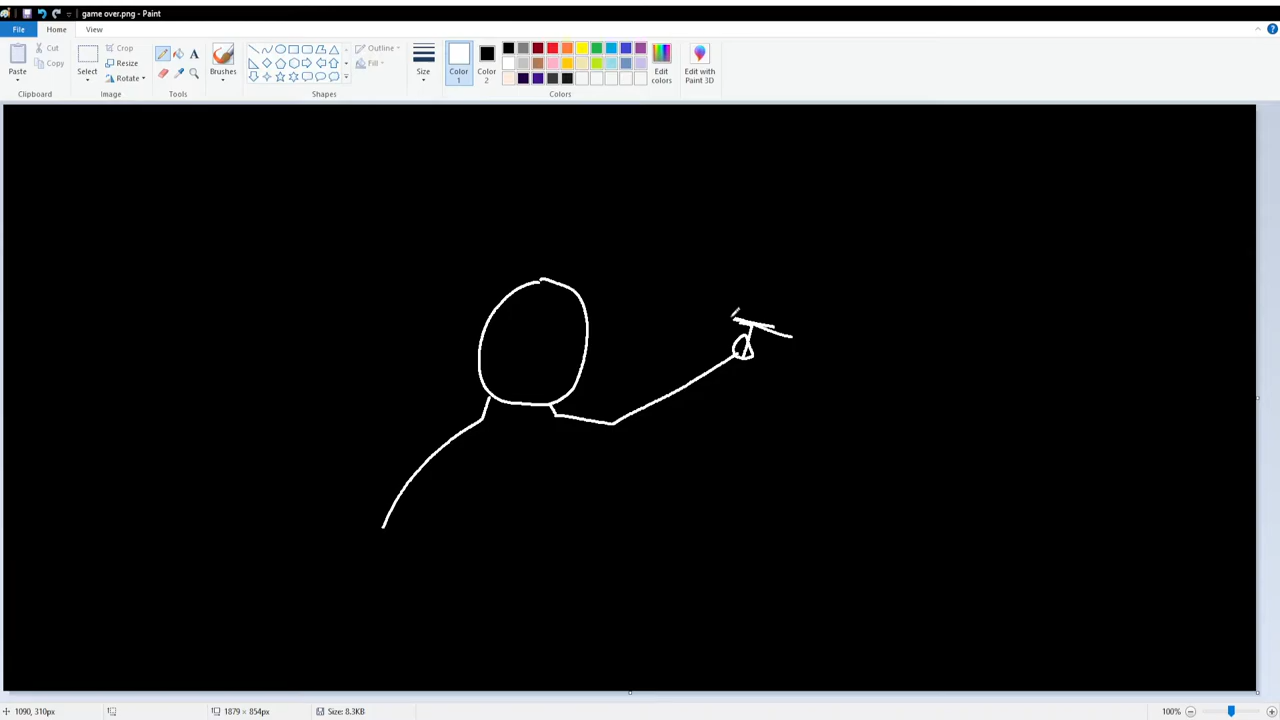 game over.png - Paint
File Home View
Paste
Cut
Copy
Clipboard
Select
Crop
Resize
Rotate
Image
A
Tools
Brushes
Shapes
Outline
Fill
Size
Color 1
Color 2
Colors
Edit colors
Edit with Paint 3D
1090, 310px
1879 × 854px
Size: 8.3KB
100%